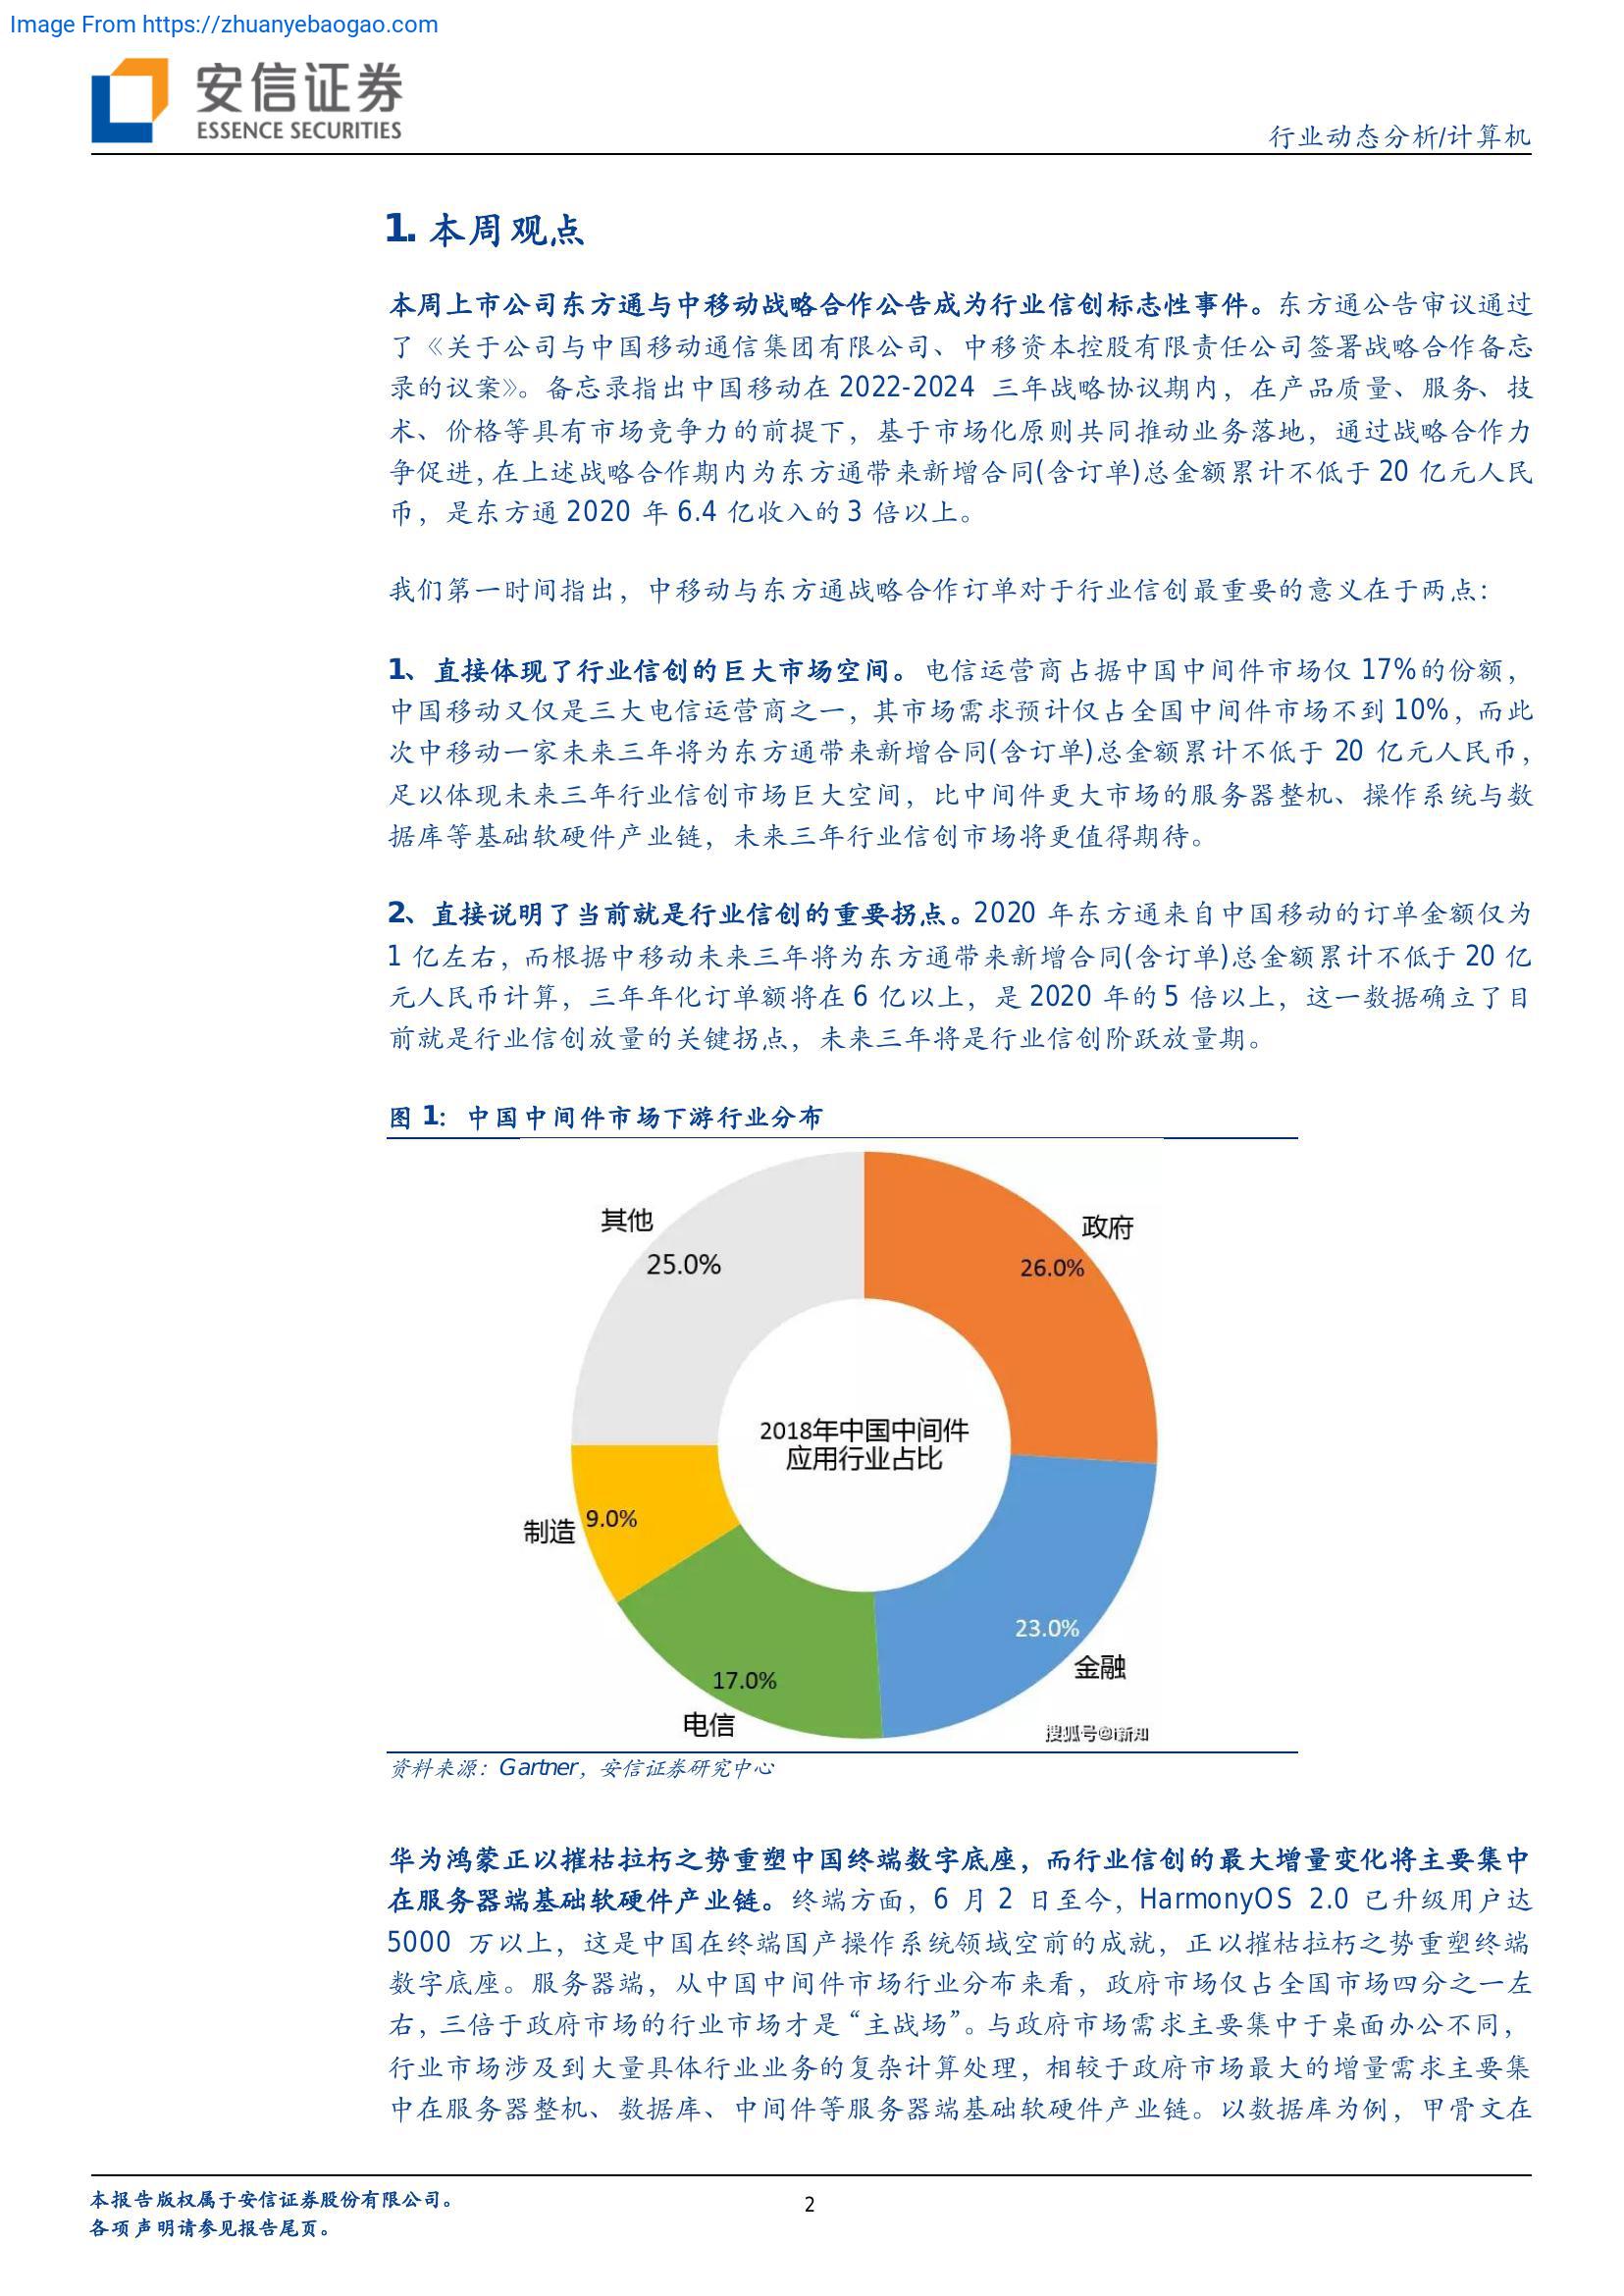 Image From https://zhuanyebaogao.com
安信证券
ESSENCE SECURITIES
行业动态分析/计算机
1. 本周观点
本周上市公司东方通与中移动战略合作公告成为行业信创标志性事件。东方通公告审议通过
了《关于公司与中国移动通信集团有限公司、中移资本控股有限责任公司签署战略合作备忘
录的议案》。备忘录指出中国移动在 2022-2024 三年战略协议期内，在产品质量、服务、技
术、价格等具有市场竞争力的前提下，基于市场化原则共同推动业务落地，通过战略合作力
争促进，在上述战略合作期内为东方通带来新增合同(含订单)总金额累计不低于 20 亿元人民
币，是东方通 2020 年 6.4 亿收入的 3 倍以上。
我们第一时间指出，中移动与东方通战略合作订单对于行业信创最重要的意义在于两点：
1、直接体现了行业信创的巨大市场空间。电信运营商占据中国中间件市场仅 17%的份额，
中国移动又仅是三大电信运营商之一，其市场需求预计仅占全国中间件市场不到 10%，而此
次中移动一家未来三年将为东方通带来新增合同(含订单)总金额累计不低于 20 亿元人民币，
足以体现未来三年行业信创市场巨大空间，比中间件更大市场的服务器整机、操作系统与数
据库等基础软硬件产业链，未来三年行业信创市场将更值得期待。
2、直接说明了当前就是行业信创的重要拐点。2020 年东方通来自中国移动的订单金额仅为
1 亿左右，而根据中移动未来三年将为东方通带来新增合同(含订单)总金额累计不低于 20 亿
元人民币计算，三年年化订单额将在 6 亿以上，是 2020 年的 5 倍以上，这一数据确立了目
前就是行业信创放量的关键拐点，未来三年将是行业信创阶跃放量期。
图 1：中国中间件市场下游行业分布
其他
25.0%
政府
26.0%
2018年中国中间件
应用行业占比
制造
9.0%
23.0%
金融
17.0%
电信
搜狐号@i新知
资料来源：Gartner，安信证券研究中心
华为鸿蒙正以摧枯拉朽之势重塑中国终端数字底座，而行业信创的最大增量变化将主要集中
在服务器端基础软硬件产业链。终端方面，6 月 2 日至今，HarmonyOS 2.0 已升级用户达
5000 万以上，这是中国在终端国产操作系统领域空前的成就，正以摧枯拉朽之势重塑终端
数字底座。服务器端，从中国中间件市场行业分布来看，政府市场仅占全国市场四分之一左
右，三倍于政府市场的行业市场才是“主战场”。与政府市场需求主要集中于桌面办公不同，
行业市场涉及到大量具体行业业务的复杂计算处理，相较于政府市场最大的增量需求主要集
中在服务器整机、数据库、中间件等服务器端基础软硬件产业链。以数据库为例，甲骨文在
本报告版权属于安信证券股份有限公司。
各项声明请参见报告尾页。
2